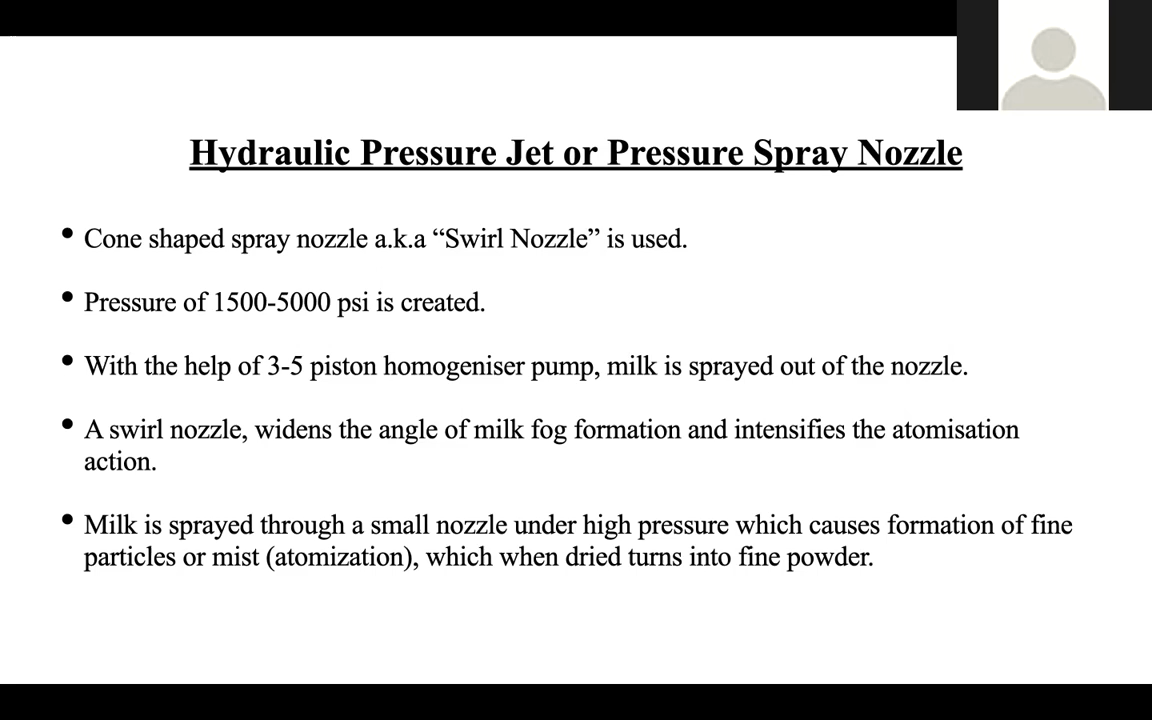 Hydraulic Pressure Jet or Pressure Spray Nozzle
• Cone shaped spray nozzle a.k.a “Swirl Nozzle” is used.
• Pressure of 1500-5000 psi is created.
• With the help of 3-5 piston homogeniser pump, milk is sprayed out of the nozzle.
• A swirl nozzle, widens the angle of milk fog formation and intensifies the atomisation
action.
• Milk is sprayed through a small nozzle under high pressure which causes formation of fine
particles or mist (atomization), which when dried turns into fine powder.